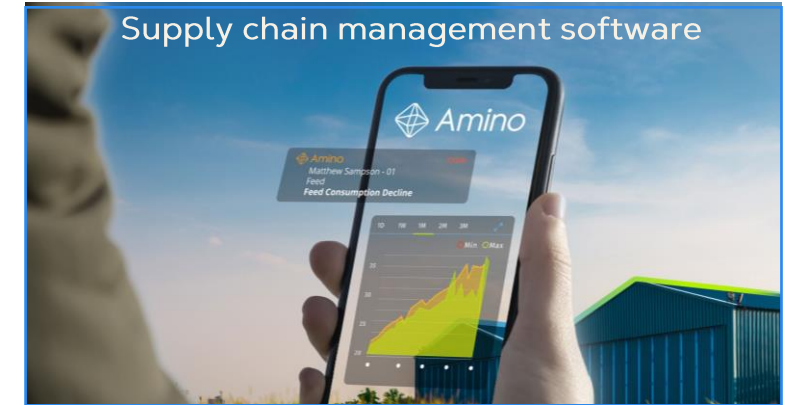 Supply chain management software
Amino
Amino
Matthew Sampson - 01
Feed
Feed Consumption Decline
1D 1W 1M 2M 3M
Min Max
35
30
25
20